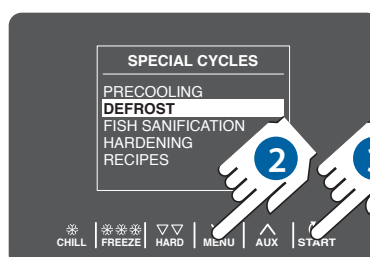 SPECIAL CYCLES
PRECOOLING
DEFROST
FISH SANIFICATION
HARDENING
RECIPES
2
CHILL FREEZE HARD MENU AUX START